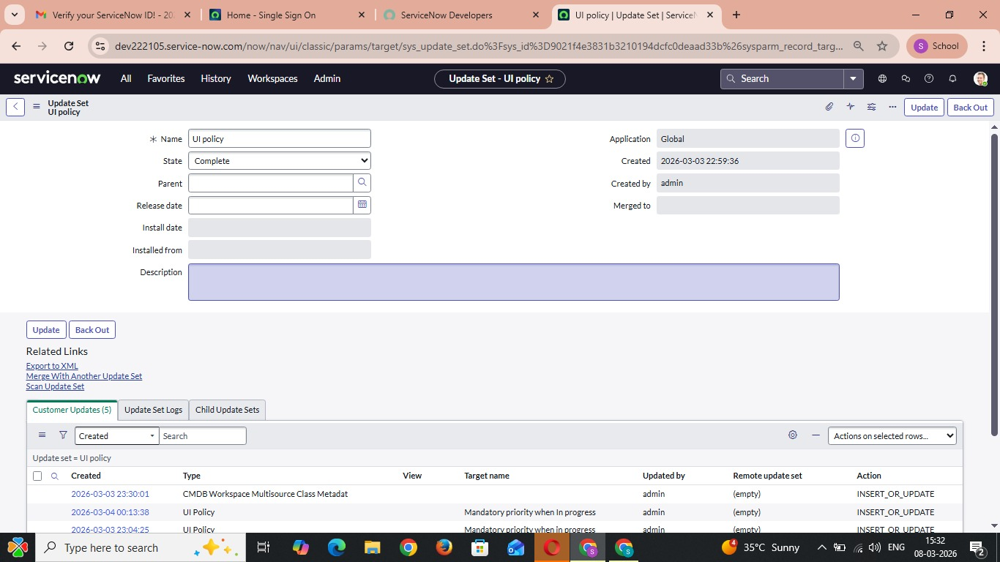 Verify your ServiceNow ID! - 20
Home - Single Sign On
ServiceNow Developers
UI policy | Update Set | Service
dev222105.service-now.com/now/nav/ui/classic/params/target/sys_update_set.do%3Fsys_id%3D9021f4e3831b3210194dcfc0deaad33b%26sysparm_record_targ...
S School
servicenow
All Favorites History Workspaces Admin
Update Set - UI policy
Search
Update Set
UI policy
Update Back Out
Name UI policy
Application Global
State Complete
Created 2026-03-03 22:59:36
Parent
Created by admin
Release date
Merged to
Install date
Installed from
Description
Update Back Out
Related Links
Export to XML
Merge With Another Update Set
Scan Update Set
Customer Updates (5) Update Set Logs Child Update Sets
Created Search Actions on selected rows...
Update set = UI policy
Created Type View Target name Updated by Remote update set Action
2026-03-03 23:30:01 CMDB Workspace Multisource Class Metadat admin (empty) INSERT_OR_UPDATE
2026-03-04 00:13:38 UI Policy Mandatory priority when In progress admin (empty) INSERT_OR_UPDATE
2026-03-03 23:04:25 UI Policy Mandatory priority when in progress admin (empty) INSERT_OR_UPDATE
Type here to search
S
S
4
35°C Sunny
ENG
15:32
08-03-2026
2